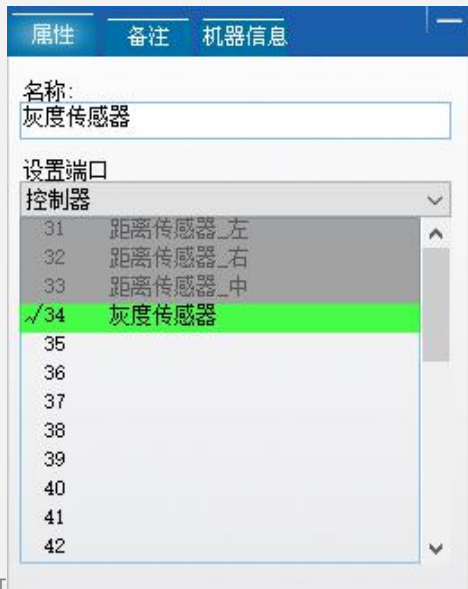 属性 备注 机器信息
名称:
灰度传感器
设置端口
控制器
31 距离传感器_左
32 距离传感器_右
33 距离传感器_中
√34 灰度传感器
35
36
37
38
39
40
41
42